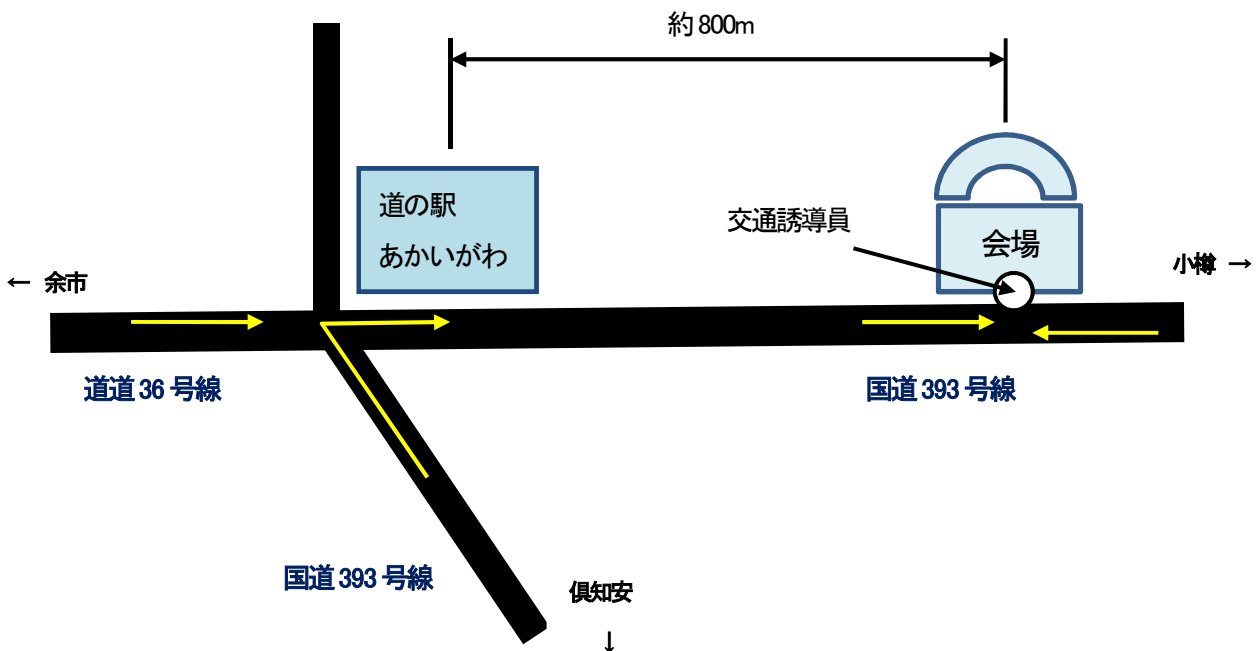 約800m
道の駅
あかいがわ
交通誘導員
会場
小樽 →
← 余市
道道36号線
国道393号線
国道393号線
倶知安
↓